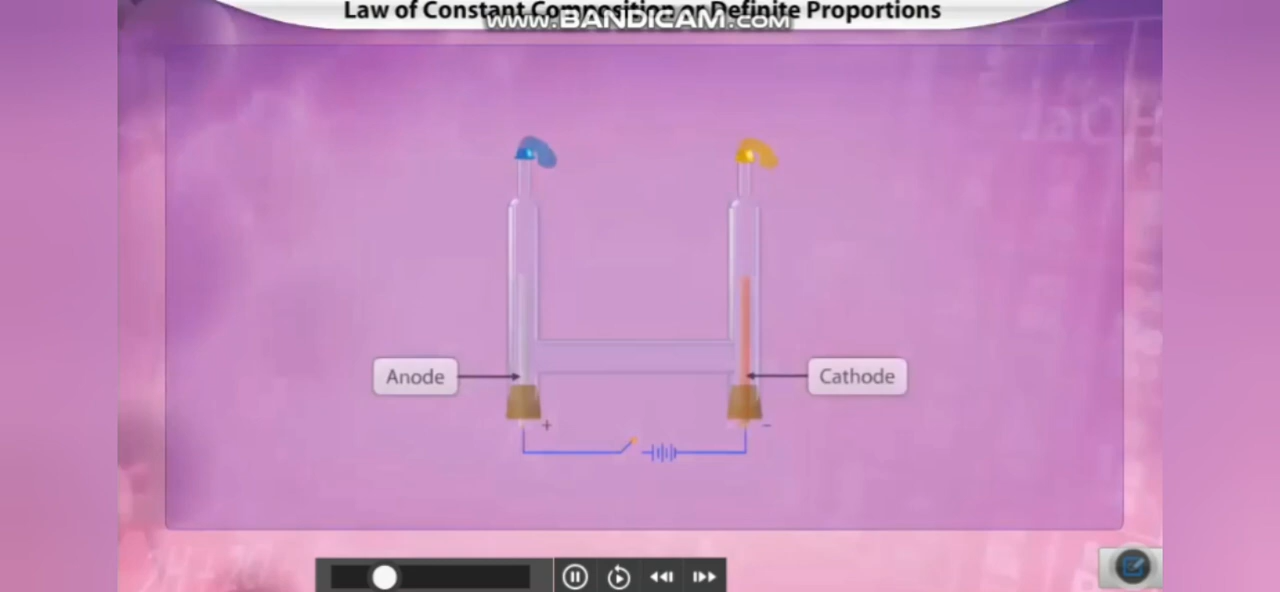 Law of Constant Composition or Definite Proportions
www.BANDICAM.com
Anode
Cathode
+
−